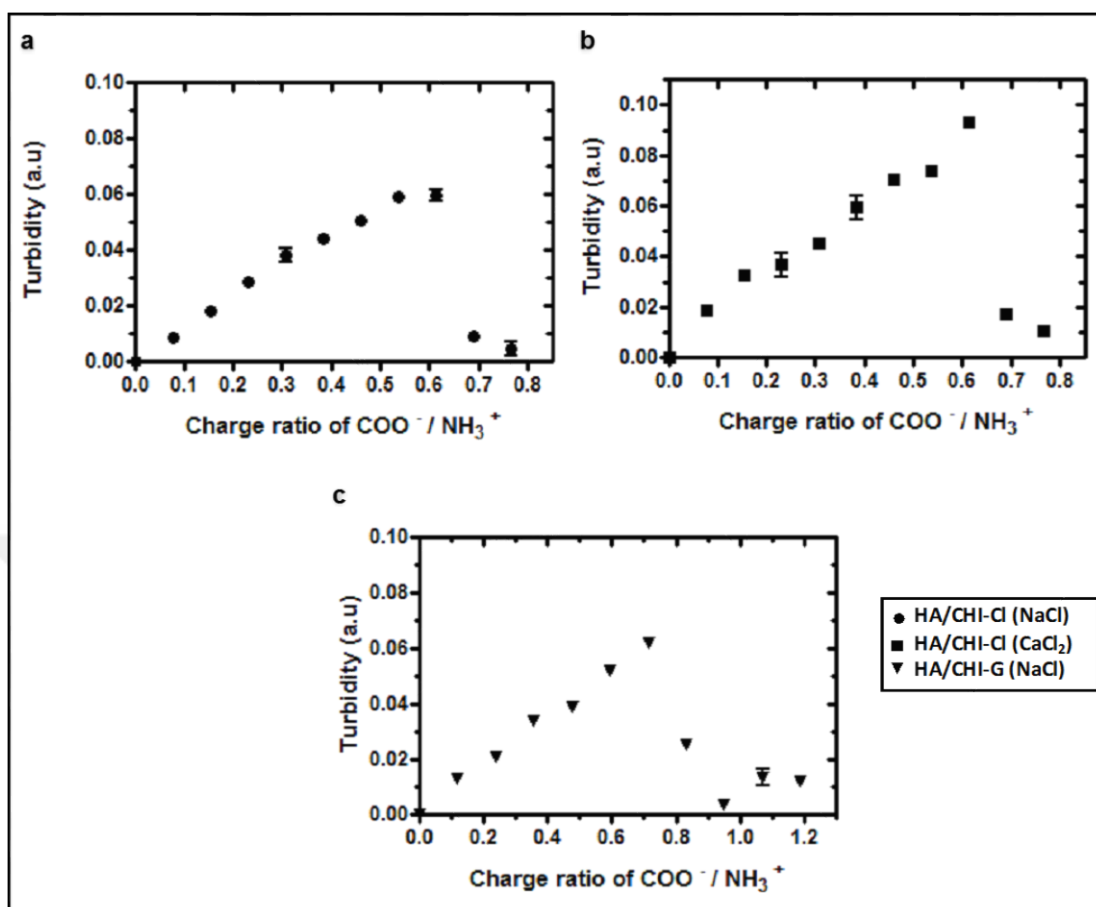 a
0.10
0.08
0.06
0.04
0.02
0.00
Turbidity (a.u)
0.0 0.1 0.2 0.3 0.4 0.5 0.6 0.7 0.8
Charge ratio of COO⁻ / NH₃⁺
b
0.10
0.08
0.06
0.04
0.02
0.00
Turbidity (a.u)
0.0 0.1 0.2 0.3 0.4 0.5 0.6 0.7 0.8
Charge ratio of COO⁻ / NH₃⁺
c
0.10
0.08
0.06
0.04
0.02
0.00
Turbidity (a.u)
0.0 0.2 0.4 0.6 0.8 1.0 1.2
Charge ratio of COO⁻ / NH₃⁺
HA/CHI-Cl (NaCl)
HA/CHI-Cl (CaCl₂)
HA/CHI-G (NaCl)